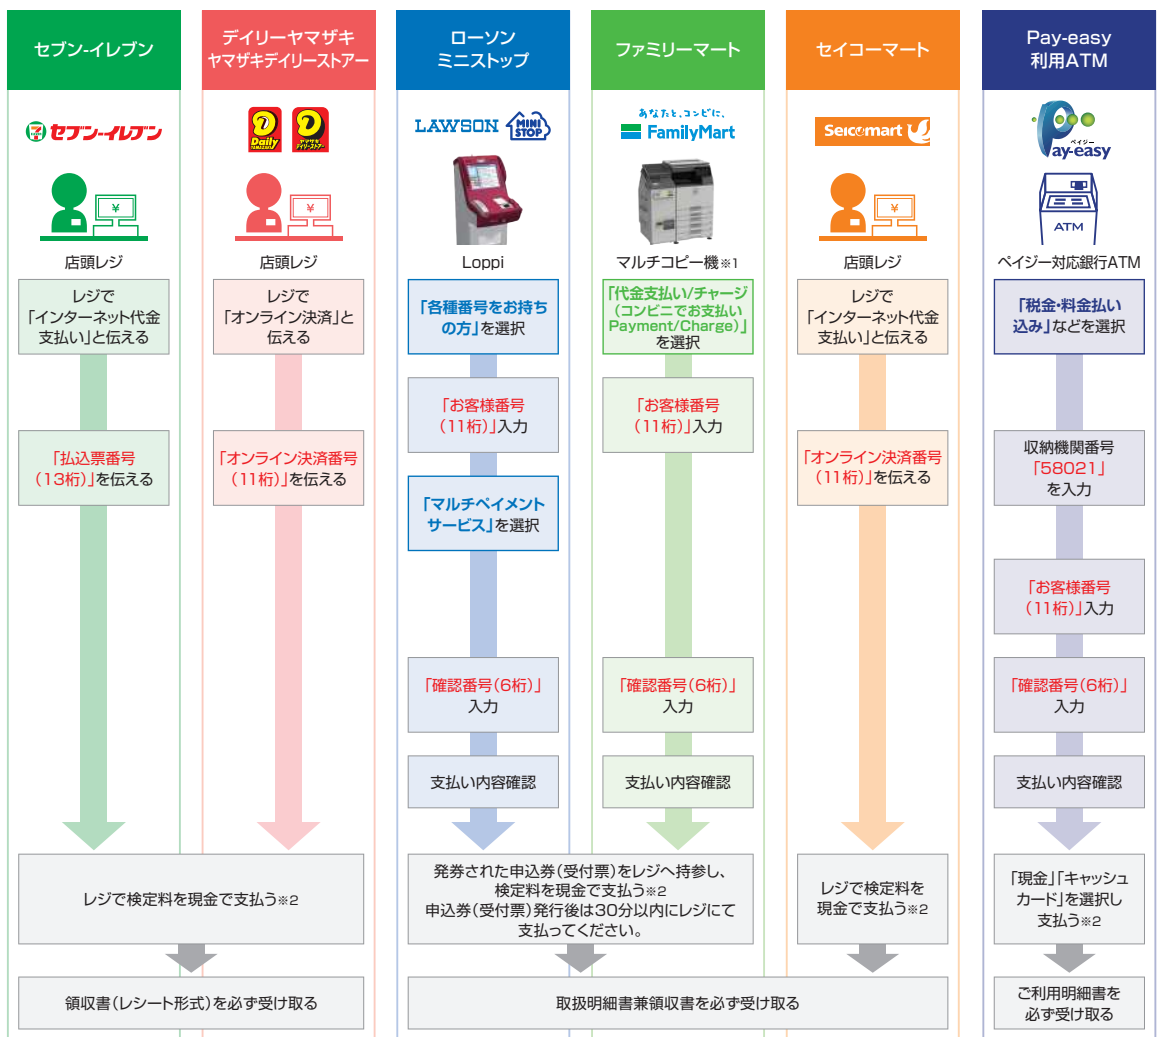 セブン-イレブン
デイリーヤマザキ
ヤマザキデイリーストアー
ローソン
ミニストップ
ファミリーマート
セイコーマート
Pay-easy
利用ATM
セブン-イレブン
Daily
YAMAZAKI
ヤマザキ
デイリーストアー
LAWSON
MINI
STOP
あなたと、コンビに、
FamilyMart
Seicomart
ペイジー
Pay-easy
¥
¥
¥
ATM
店頭レジ
店頭レジ
Loppi
マルチコピー機※1
店頭レジ
ペイジー対応銀行ATM
レジで
「インターネット代金
支払い」と伝える
「払込票番号
(13桁)」を伝える
レジで
「オンライン決済」と
伝える
「オンライン決済番号
(11桁)」を伝える
「各種番号をお持ち
の方」を選択
「お客様番号
(11桁)」入力
「マルチペイメント
サービス」を選択
「確認番号(6桁)」
入力
支払い内容確認
「代金支払い/チャージ
(コンビニでお支払い
Payment/Charge)」
を選択
「お客様番号
(11桁)」入力
「確認番号(6桁)」
入力
支払い内容確認
レジで
「インターネット代金
支払い」と伝える
「オンライン決済番号
(11桁)」を伝える
「税金・料金払い
込み」などを選択
収納機関番号
「58021」
を入力
「お客様番号
(11桁)」入力
「確認番号(6桁)」
入力
支払い内容確認
レジで検定料を現金で支払う※2
発券された申込券(受付票)をレジへ持参し、
検定料を現金で支払う※2
申込券(受付票)発行後は30分以内にレジにて
支払ってください。
レジで検定料を
現金で支払う※2
「現金」「キャッシュ
カード」を選択し
支払う※2
領収書(レシート形式)を必ず受け取る
取扱明細書兼領収書を必ず受け取る
ご利用明細書を
必ず受け取る